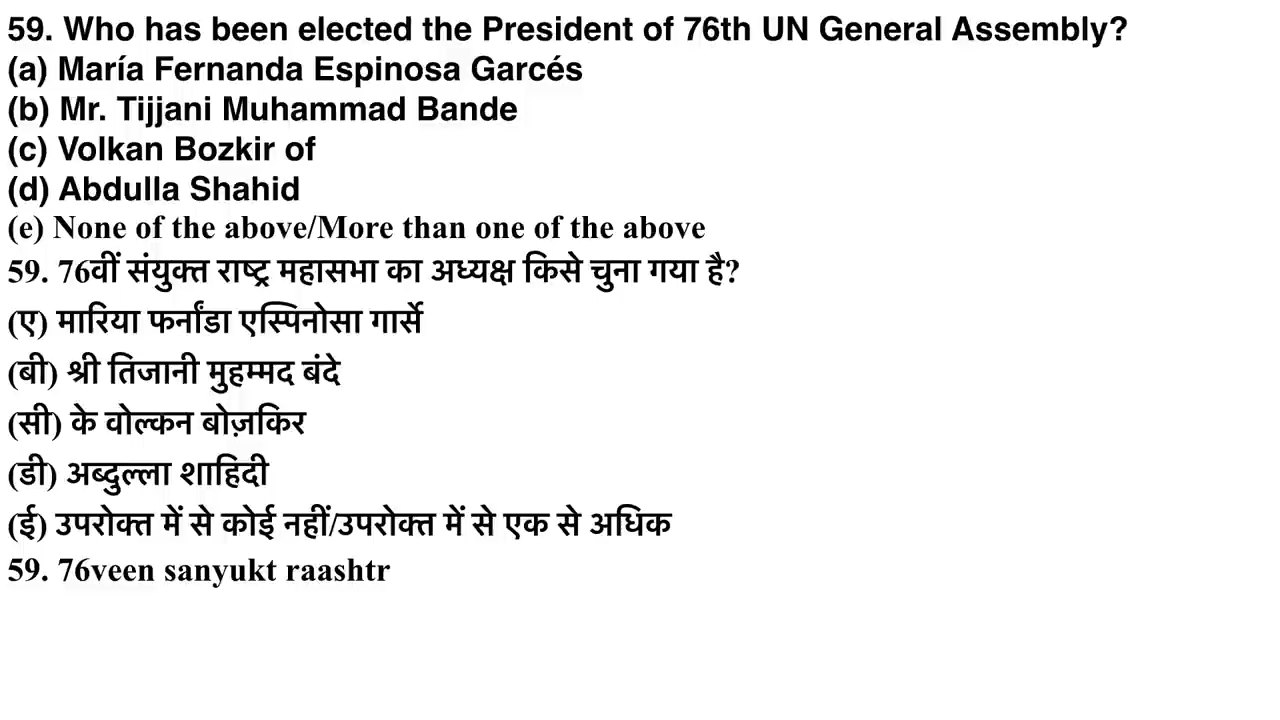 59. Who has been elected the President of 76th UN General Assembly?
(a) María Fernanda Espinosa Garcés
(b) Mr. Tijjani Muhammad Bande
(c) Volkan Bozkir of
(d) Abdulla Shahid
(e) None of the above/More than one of the above
59. 76वीं संयुक्त राष्ट्र महासभा का अध्यक्ष किसे चुना गया है?
(ए) मारिया फर्नांडा एस्पिनोसा गार्से
(बी) श्री तिजानी मुहम्मद बंदे
(सी) के वोल्कन बोज़किर
(डी) अब्दुल्ला शाहिदी
(ई) उपरोक्त में से कोई नहीं/उपरोक्त में से एक से अधिक
59. 76veen sanyukt raashtr